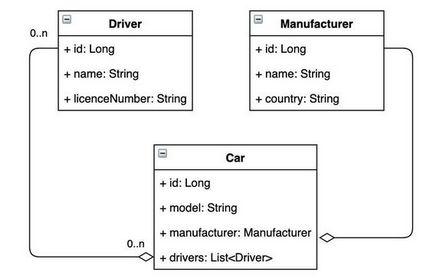 Driver
+ id: Long
+ name: String
+ licenceNumber: String
Manufacturer
+ id: Long
+ name: String
+ country: String
0..n
Car
+ id: Long
+ model: String
+ manufacturer: Manufacturer
+ drivers: List<Driver>
0..n